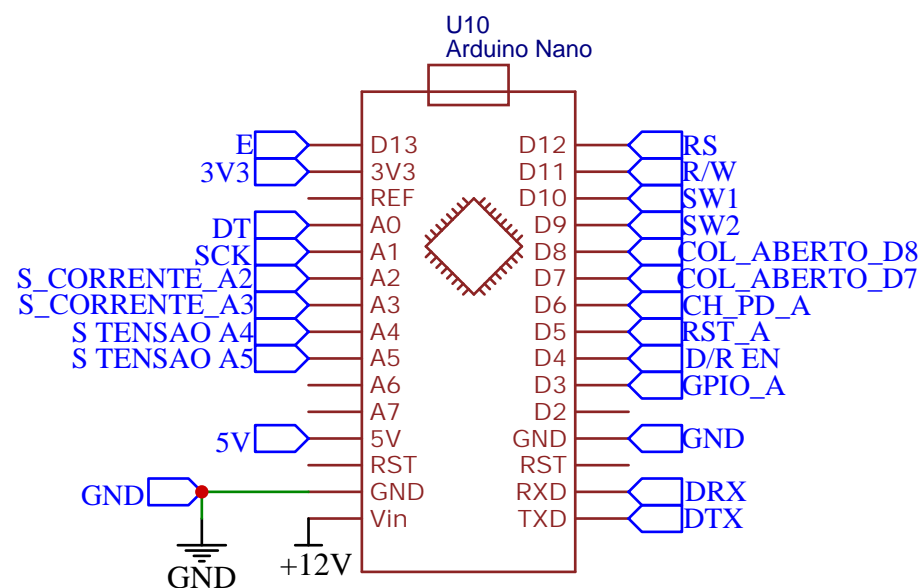 U10
Arduino Nano
E D13 D12 RS
3V3 3V3 D11 R/W
REF D10 SW1
DT A0 D9 SW2
SCK A1 D8 COL_ABERTO_D8
S_CORRENTE_A2 A2 D7 COL_ABERTO_D7
S_CORRENTE_A3 A3 D6 CH_PD_A
S TENSAO A4 A4 D5 RST_A
S TENSAO A5 A5 D4 D/R EN
A6 D3 GPIO_A
A7 D2
5V 5V GND GND
RST RST
GND GND RXD DRX
Vin TXD DTX
GND +12V